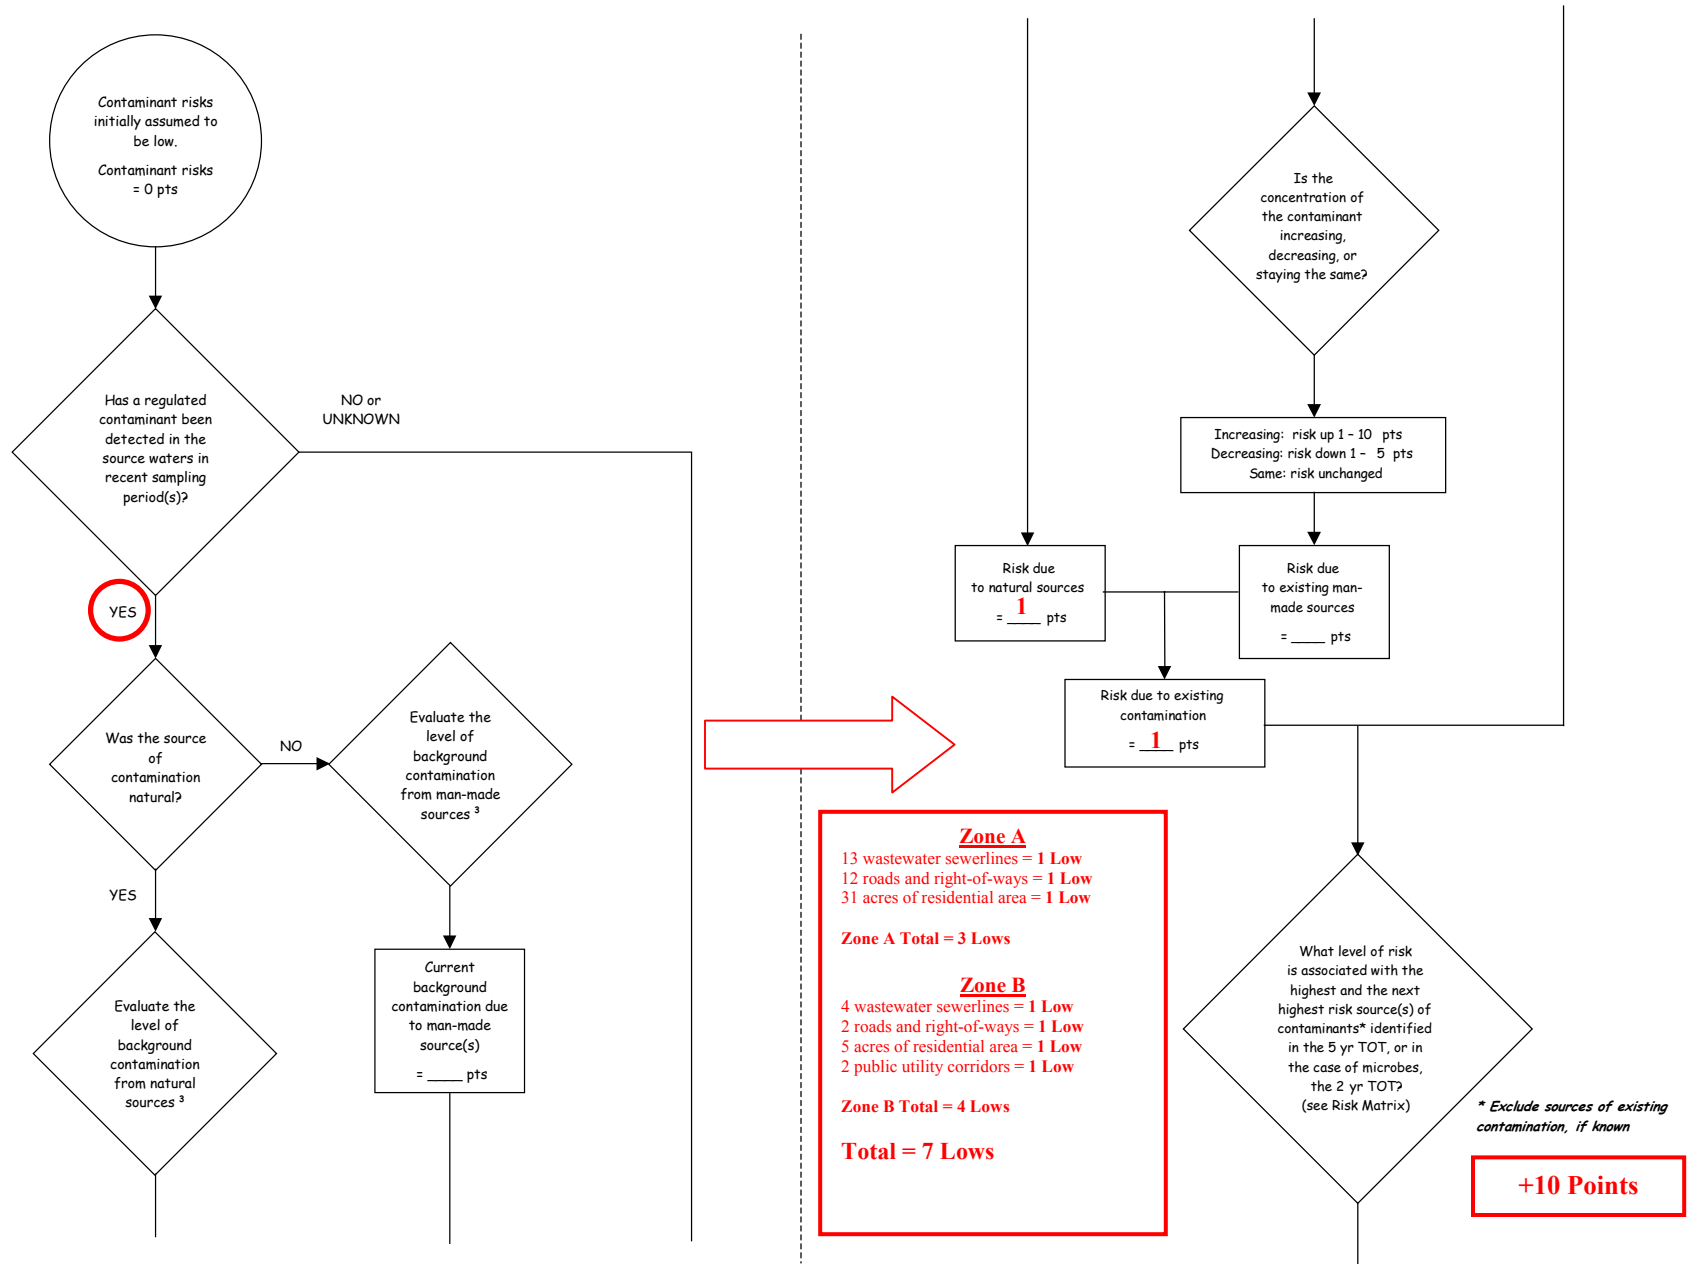 Contaminant risks
initially assumed to
be low.
Contaminant risks
= 0 pts
Has a regulated
contaminant been
detected in the
source waters in
recent sampling
period(s)?
NO or
UNKNOWN
YES
Was the source
of
contamination
natural?
NO
Evaluate the
level of
background
contamination
from man-made
sources ³
YES
Evaluate the
level of
background
contamination
from natural
sources ³
Current
background
contamination due
to man-made
source(s)
= ____ pts
Is the
concentration of
the contaminant
increasing,
decreasing, or
staying the same?
Increasing: risk up 1 – 10 pts
Decreasing: risk down 1 – 5 pts
Same: risk unchanged
Risk due
to natural sources
= 1 pts
Risk due
to existing man-
made sources
= ____ pts
Risk due to existing
contamination
= 1 pts
Zone A
13 wastewater sewerlines = 1 Low
12 roads and right-of-ways = 1 Low
31 acres of residential area = 1 Low
Zone A Total = 3 Lows
Zone B
4 wastewater sewerlines = 1 Low
2 roads and right-of-ways = 1 Low
5 acres of residential area = 1 Low
2 public utility corridors = 1 Low
Zone B Total = 4 Lows
Total = 7 Lows
What level of risk
is associated with the
highest and the next
highest risk source(s) of
contaminants* identified
in the 5 yr TOT, or in
the case of microbes,
the 2 yr TOT?
(see Risk Matrix)
* Exclude sources of existing
contamination, if known
+10 Points